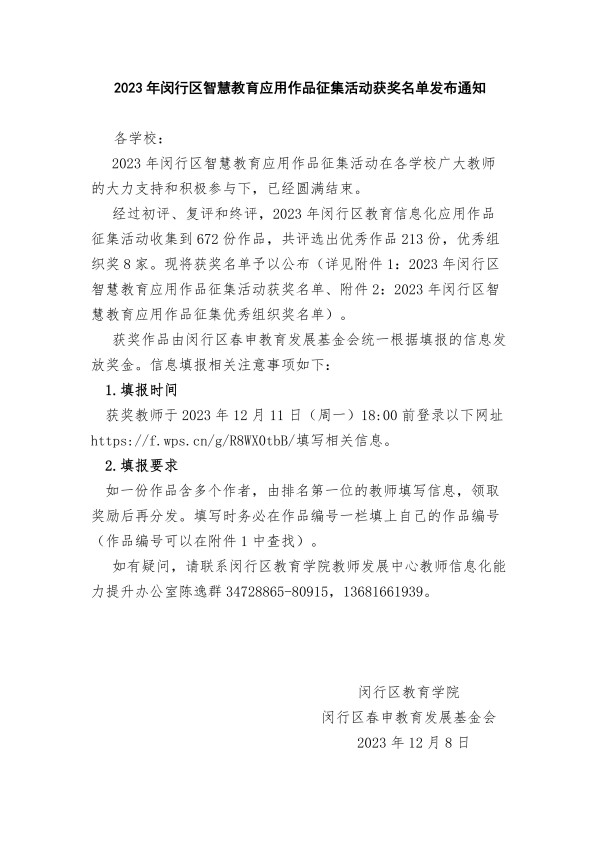 2023 年闵行区智慧教育应用作品征集活动获奖名单发布通知
各学校：
2023 年闵行区智慧教育应用作品征集活动在各学校广大教师
的大力支持和积极参与下，已经圆满结束。
经过初评、复评和终评，2023 年闵行区教育信息化应用作品
征集活动收集到 672 份作品，共评选出优秀作品 213 份，优秀组
织奖 8 家。现将获奖名单予以公布（详见附件 1：2023 年闵行区
智慧教育应用作品征集活动获奖名单、附件 2：2023 年闵行区智
慧教育应用作品征集优秀组织奖名单）。
获奖作品由闵行区春申教育发展基金会统一根据填报的信息发
放奖金。信息填报相关注意事项如下：
1.填报时间
获奖教师于 2023 年 12 月 11 日（周一）18:00 前登录以下网址
https://f.wps.cn/g/R8WX0tbB/填写相关信息。
2.填报要求
如一份作品含多个作者，由排名第一位的教师填写信息，领取
奖励后再分发。填写时务必在作品编号一栏填上自己的作品编号
（作品编号可以在附件 1 中查找）。
如有疑问，请联系闵行区教育学院教师发展中心教师信息化能
力提升办公室陈逸群 34728865-80915，13681661939。
闵行区教育学院
闵行区春申教育发展基金会
2023 年 12 月 8 日